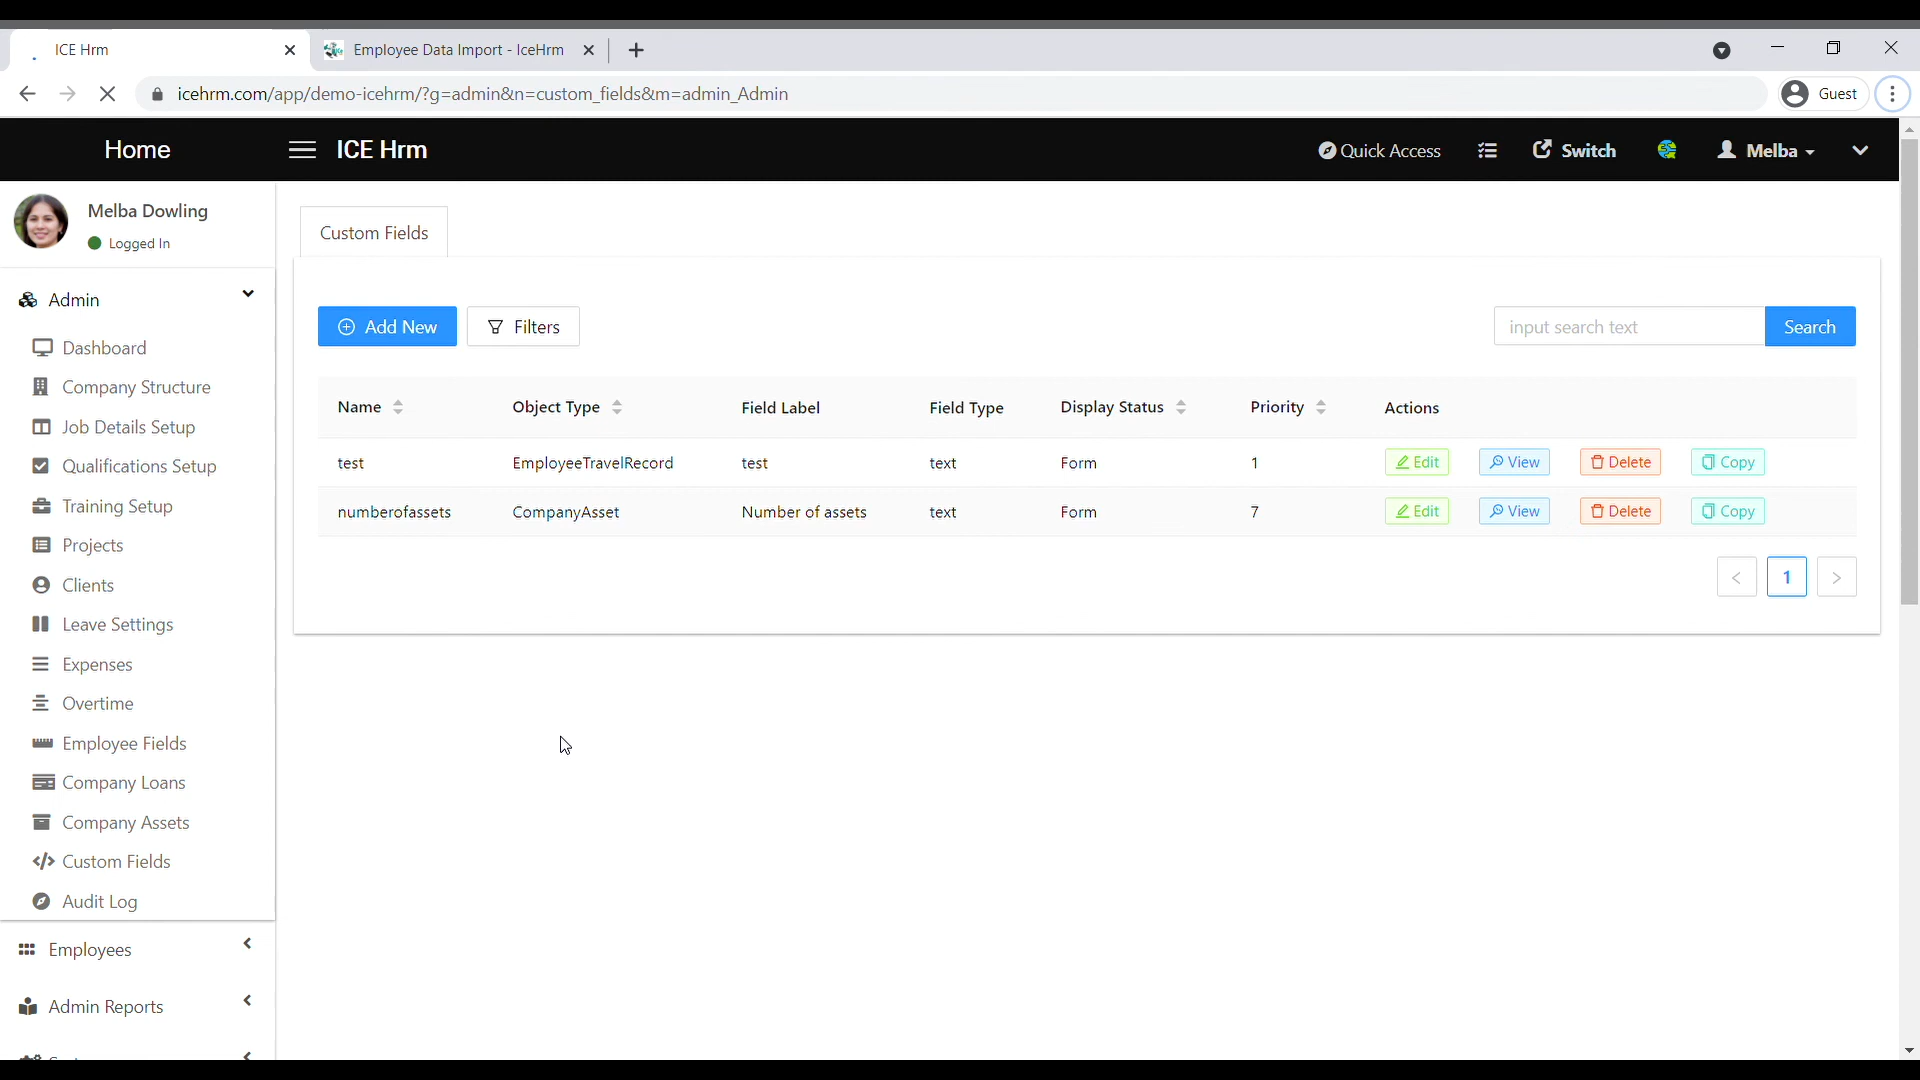 ICE Hrm
Employee Data Import - IceHrm
icehrm.com/app/demo-icehrm/?g=admin&n=custom_fields&m=admin_Admin
Guest
Home
ICE Hrm
Quick Access
Switch
Melba
Melba Dowling
Logged In
Admin
Dashboard
Company Structure
Job Details Setup
Qualifications Setup
Training Setup
Projects
Clients
Leave Settings
Expenses
Overtime
Employee Fields
Company Loans
Company Assets
Custom Fields
Audit Log
Employees
Admin Reports
Custom Fields
Add New
Filters
input search text
Search
Name Object Type Field Label Field Type Display Status Priority Actions
test EmployeeTravelRecord test text Form 1 Edit View Delete Copy
numberofassets CompanyAsset Number of assets text Form 7 Edit View Delete Copy
< 1 >